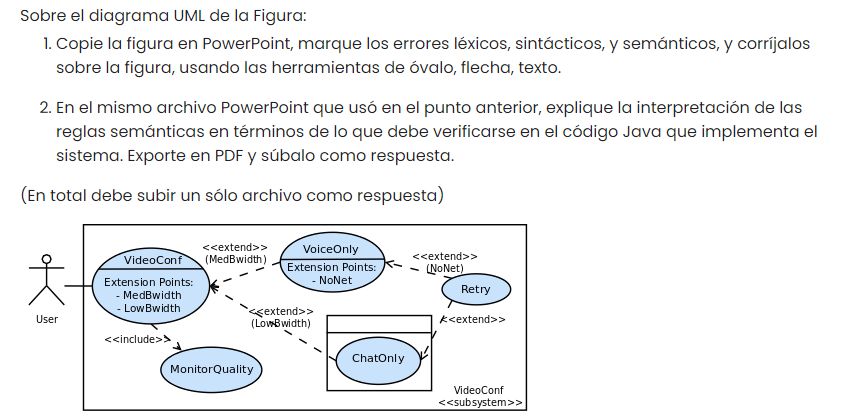 Sobre el diagrama UML de la Figura:
1. Copie la figura en PowerPoint, marque los errores léxicos, sintácticos, y semánticos, y corríjalos
sobre la figura, usando las herramientas de óvalo, flecha, texto.
2. En el mismo archivo PowerPoint que usó en el punto anterior, explique la interpretación de las
reglas semánticas en términos de lo que debe verificarse en el código Java que implementa el
sistema. Exporte en PDF y súbalo como respuesta.
(En total debe subir un sólo archivo como respuesta)
User
VideoConf
Extension Points:
- MedBwidth
- LowBwidth
<<extend>>
(MedBwidth)
VoiceOnly
Extension Points:
- NoNet
<<extend>>
(NoNet)
Retry
<<extend>>
(LowBwidth)
<<extend>>
<<include>>
MonitorQuality
ChatOnly
VideoConf
<<subsystem>>